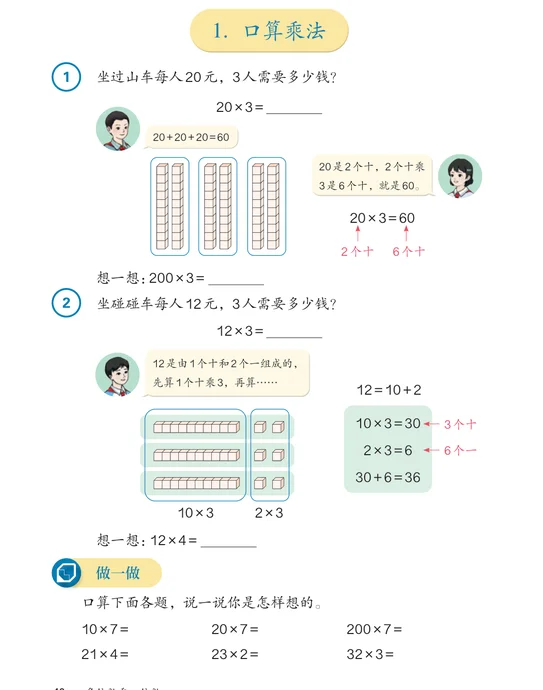 1. 口算乘法
1 坐过山车每人20元，3人需要多少钱？
20×3=______
20+20+20=60
20是2个十，2个十乘
3是6个十，就是60。
20×3=60
2个十 6个十
想一想：200×3=______
2 坐碰碰车每人12元，3人需要多少钱？
12×3=______
12是由1个十和2个一组成的，
先算1个十乘3，再算……
12=10+2
10×3=30 3个十
2×3=6 6个一
30+6=36
10×3 2×3
想一想：12×4=______
做一做
口算下面各题，说一说你是怎样想的。
10×7= 20×7= 200×7=
21×4= 23×2= 32×3=